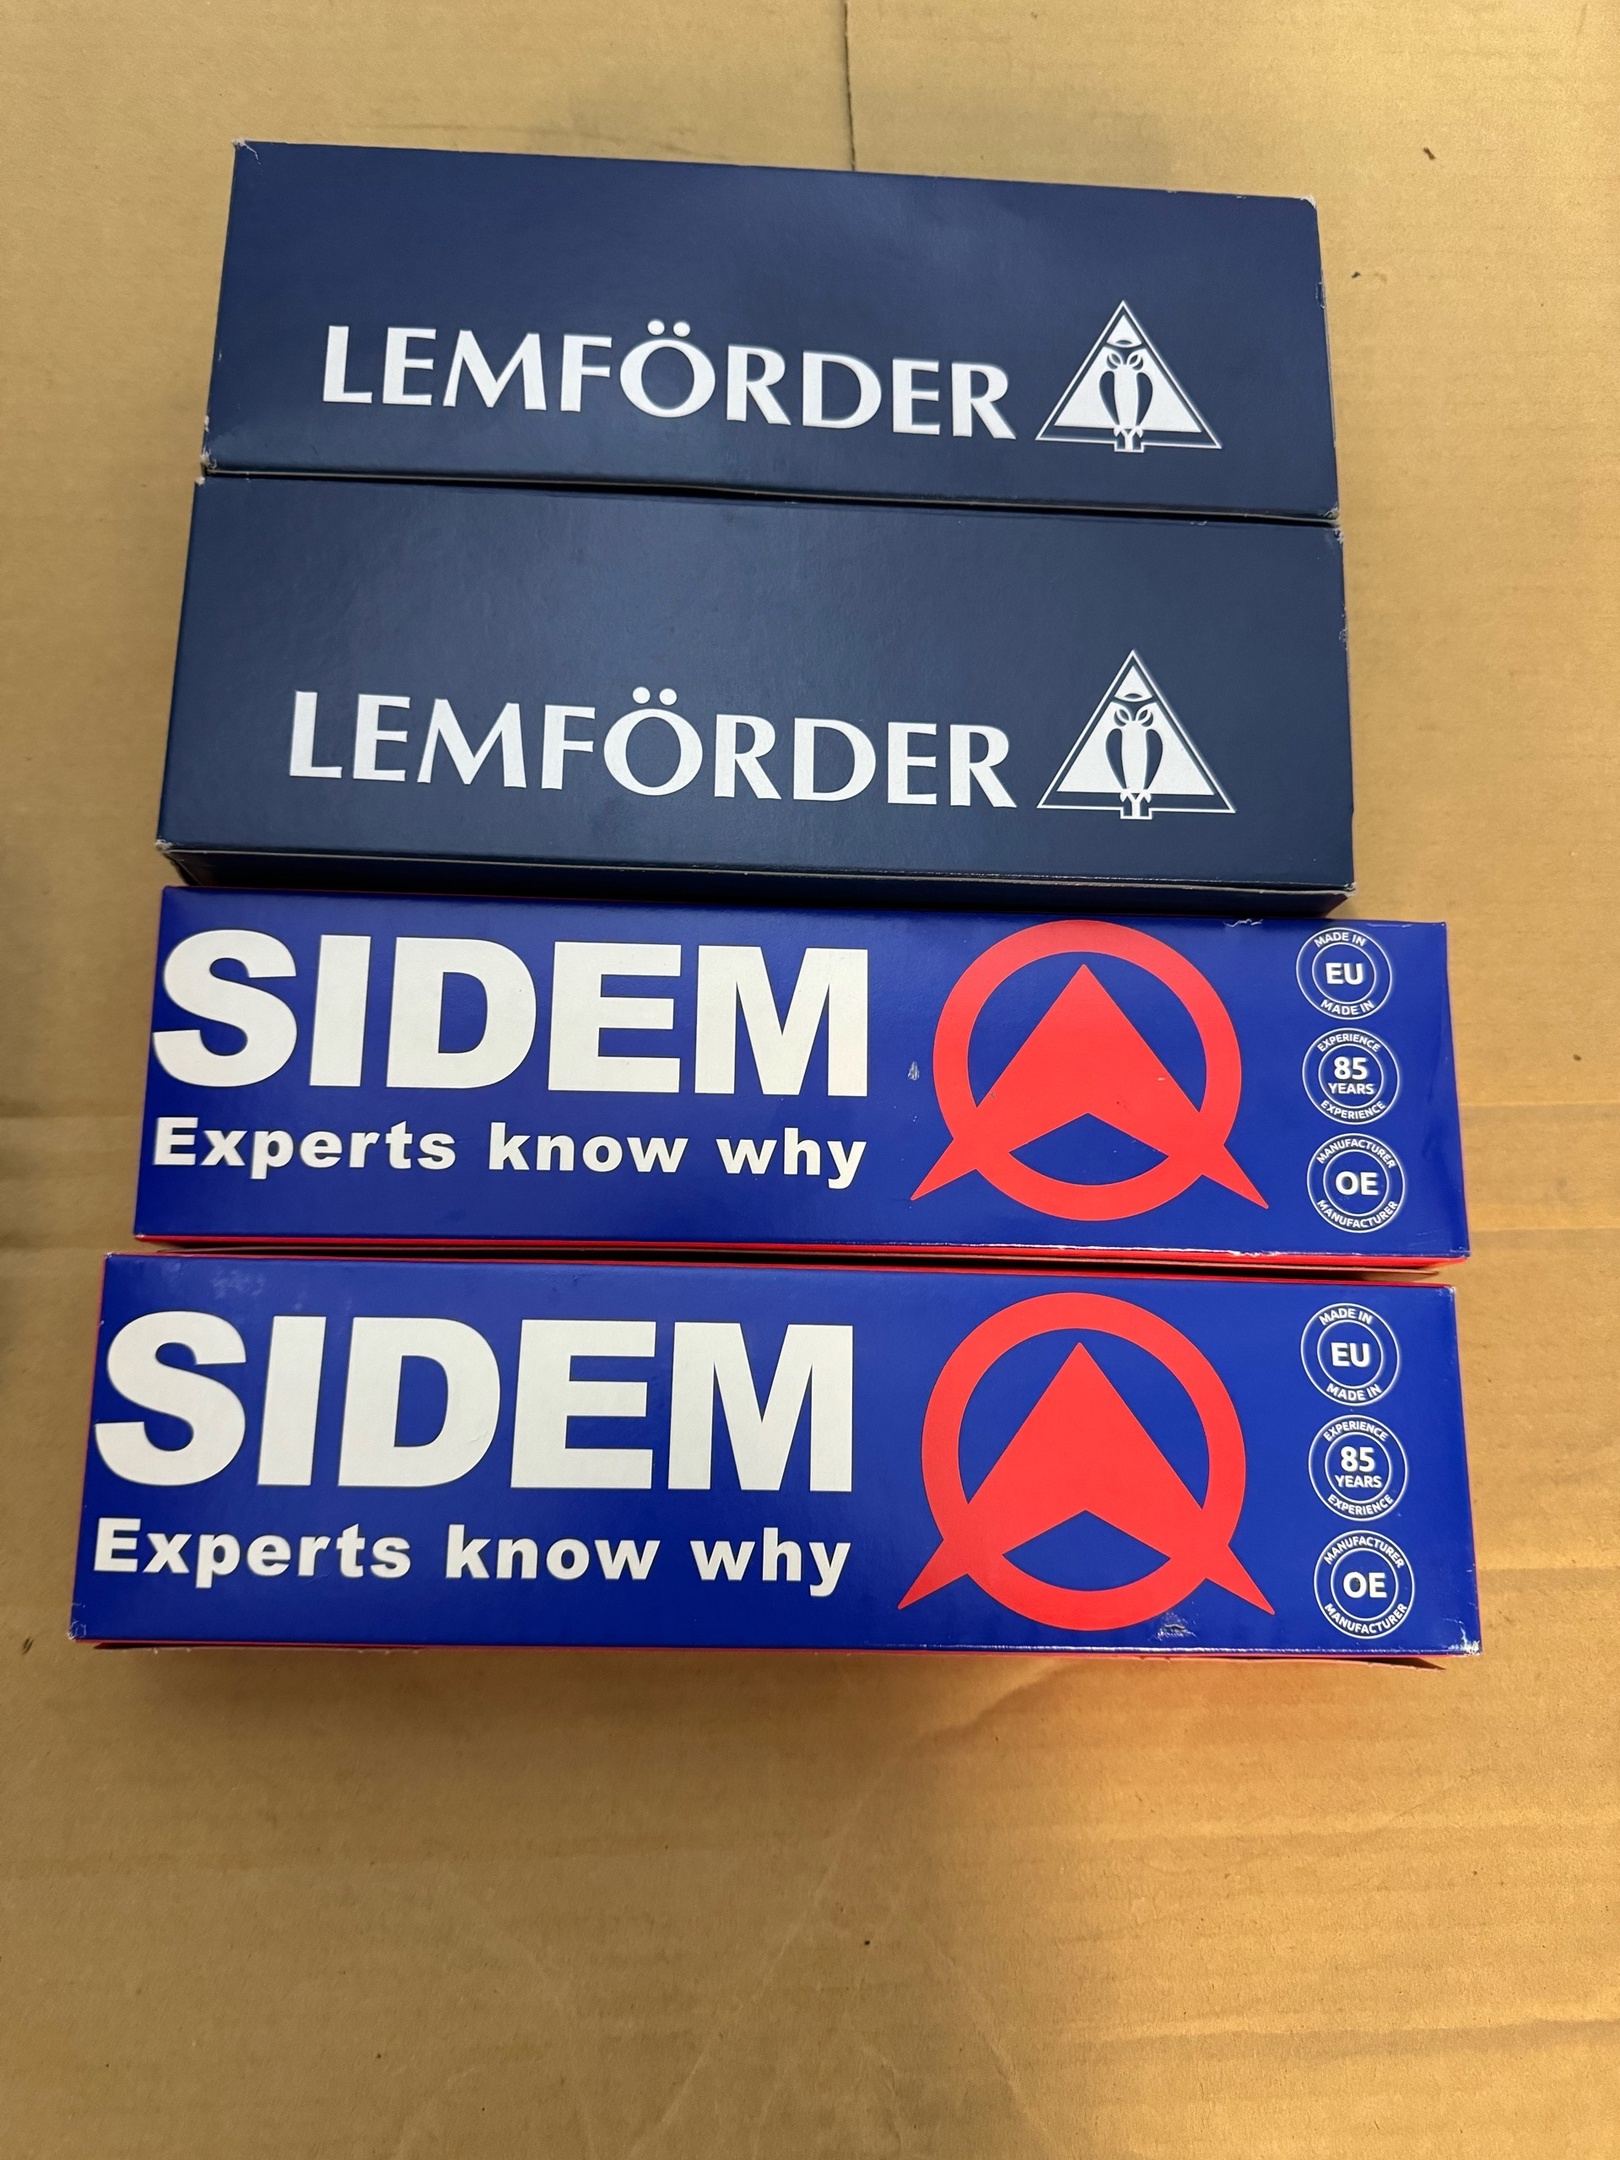 LEMFÖRDER
LEMFÖRDER
SIDEM
Experts know why
MADE IN
EU
MADE IN
EXPERIENCE
85
YEARS
EXPERIENCE
MANUFACTURER
OE
MANUFACTURER
SIDEM
Experts know why
MADE IN
EU
MADE IN
EXPERIENCE
85
YEARS
EXPERIENCE
MANUFACTURER
OE
MANUFACTURER